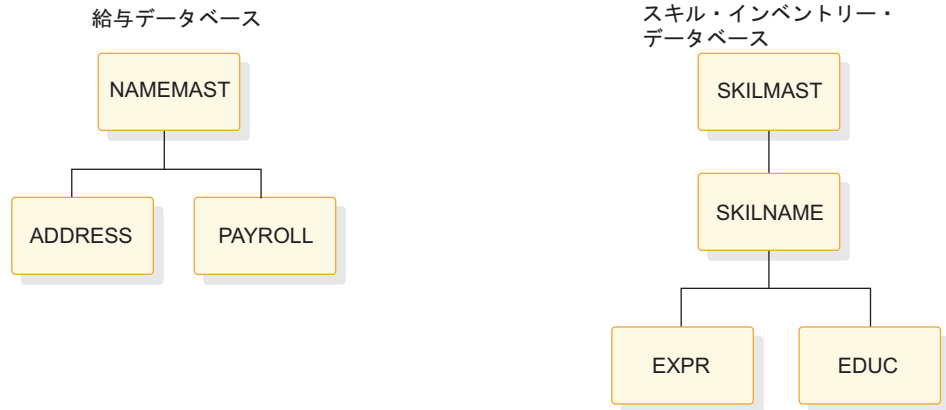 給与データベース
NAMEMAST
ADDRESS
PAYROLL
スキル・インベントリー・
データベース
SKILMAST
SKILNAME
EXPR
EDUC